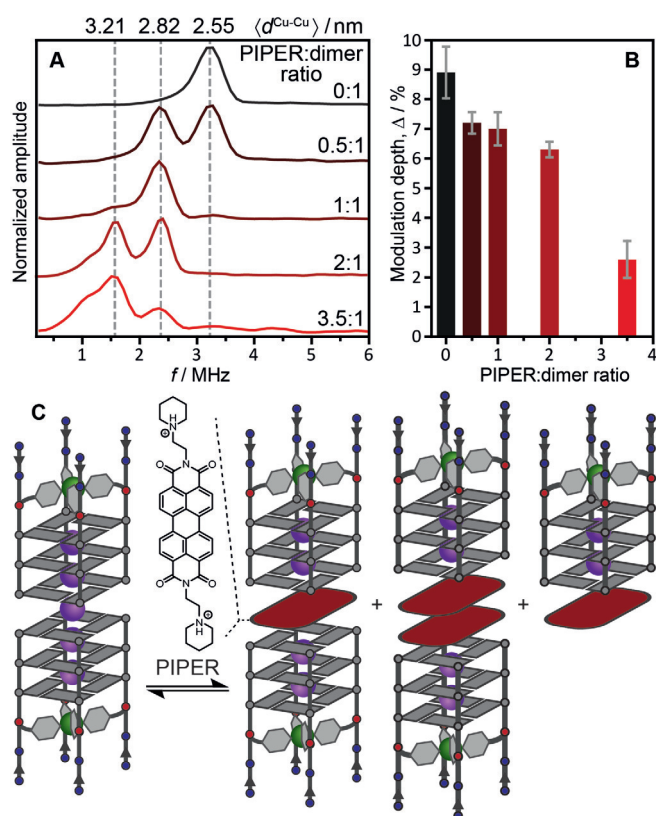 3.21 2.82 2.55 ⟨d^Cu-Cu⟩ / nm
A
PIPER:dimer
ratio
0:1
0.5:1
1:1
2:1
3.5:1
Normalized amplitude
1 2 3 4 5 6
f / MHz
B
Modulation depth, Δ / %
10
9
8
7
6
5
4
3
2
1
0
0 1 2 3 4
PIPER:dimer ratio
C
N
H
⊕
N
O O
O O
N
⊕
HN
PIPER
+ +